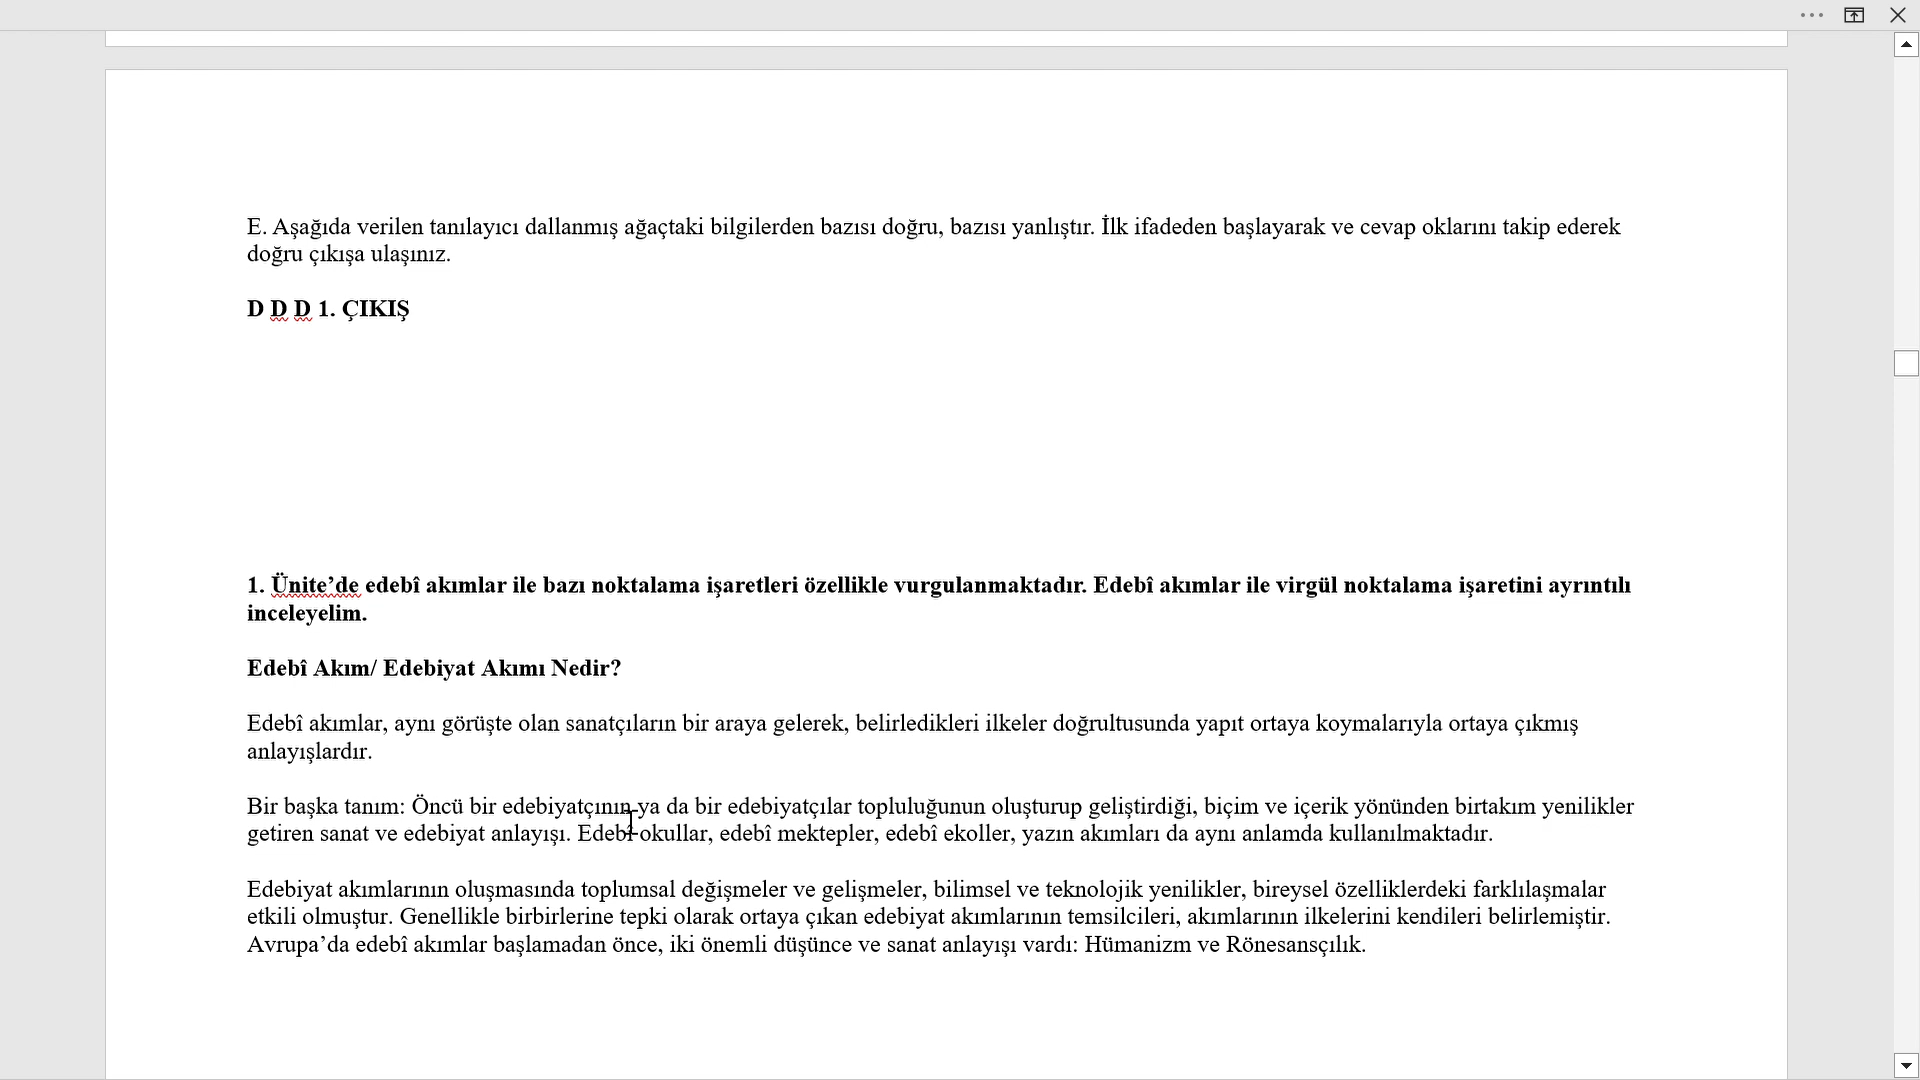 E. Aşağıda verilen tanılayıcı dallanmış ağaçtaki bilgilerden bazısı doğru, bazısı yanlıştır. İlk ifadeden başlayarak ve cevap oklarını takip ederek
doğru çıkışa ulaşınız.
D D D 1. ÇIKIŞ
1. Ünite’de edebî akımlar ile bazı noktalama işaretleri özellikle vurgulanmaktadır. Edebî akımlar ile virgül noktalama işaretini ayrıntılı
inceleyelim.
Edebî Akım/ Edebiyat Akımı Nedir?
Edebî akımlar, aynı görüşte olan sanatçıların bir araya gelerek, belirledikleri ilkeler doğrultusunda yapıt ortaya koymalarıyla ortaya çıkmış
anlayışlardır.
Bir başka tanım: Öncü bir edebiyatçının ya da bir edebiyatçılar topluluğunun oluşturup geliştirdiği, biçim ve içerik yönünden birtakım yenilikler
getiren sanat ve edebiyat anlayışı. Edebî okullar, edebî mektepler, edebî ekoller, yazın akımları da aynı anlamda kullanılmaktadır.
Edebiyat akımlarının oluşmasında toplumsal değişmeler ve gelişmeler, bilimsel ve teknolojik yenilikler, bireysel özelliklerdeki farklılaşmalar
etkili olmuştur. Genellikle birbirlerine tepki olarak ortaya çıkan edebiyat akımlarının temsilcileri, akımlarının ilkelerini kendileri belirlemiştir.
Avrupa’da edebî akımlar başlamadan önce, iki önemli düşünce ve sanat anlayışı vardı: Hümanizm ve Rönesansçılık.